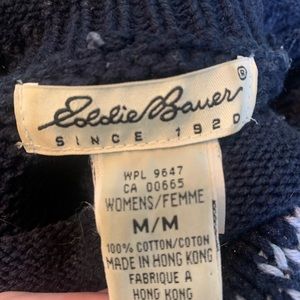 Eddie Bauer®
SINCE 1920
WPL 9647
CA 00665
WOMENS/FEMME
M/M
100% COTTON/COTON
MADE IN HONG KONG
FABRIQUE A
HONG KONG